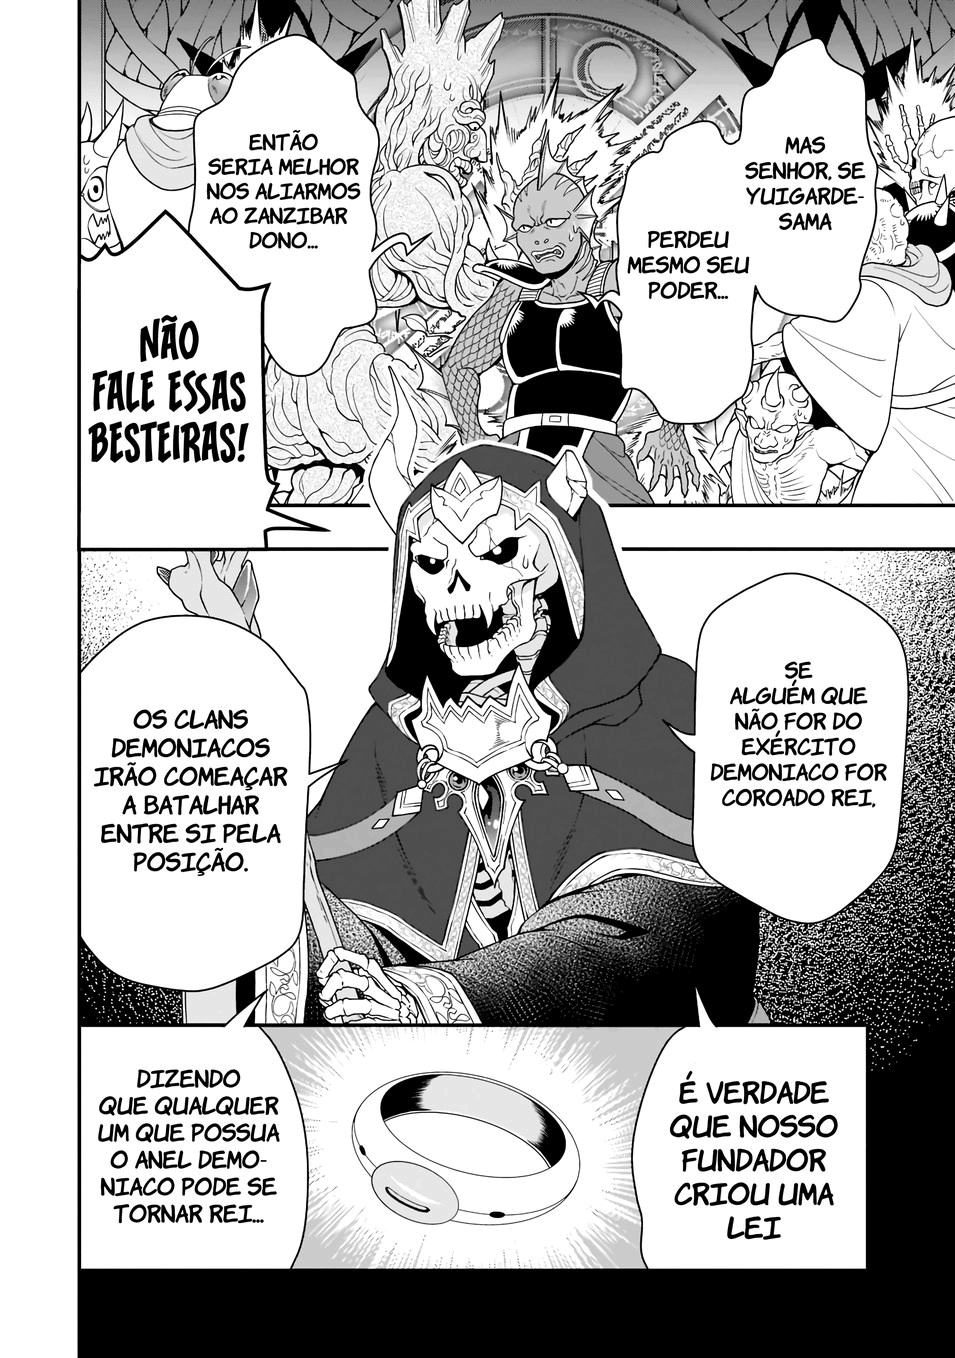 MAS
SENHOR, SE
YUIGARDE-
SAMA
PERDEU
MESMO SEU
PODER...
ENTÃO
SERIA MELHOR
NOS ALIARMOS
AO ZANZIBAR
DONO...
NÃO
FALE ESSAS
BESTEIRAS!
SE
ALGUÉM QUE
NÃO FOR DO
EXÉRCITO
DEMONIACO FOR
COROADO REI,
OS CLANS
DEMONIACOS
IRÃO COMEAÇAR
A BATALHAR
ENTRE SI PELA
POSIÇÃO.
É VERDADE
QUE NOSSO
FUNDADOR
CRIOU UMA
LEI
DIZENDO
QUE QUALQUER
UM QUE POSSUA
O ANEL DEMO-
NIACO PODE SE
TORNAR REI...